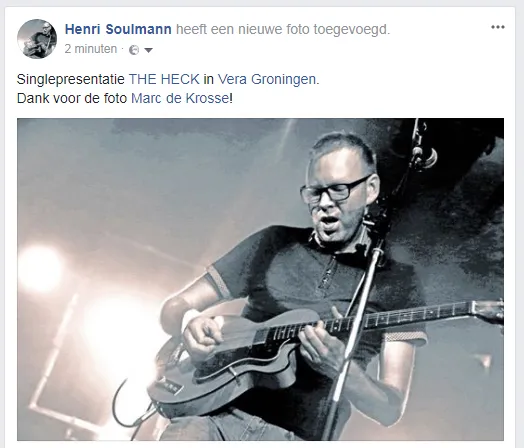 Henri Soulmann heeft een nieuwe foto toegevoegd.
2 minuten ·
Singlepresentatie THE HECK in Vera Groningen.
Dank voor de foto Marc de Krosse!